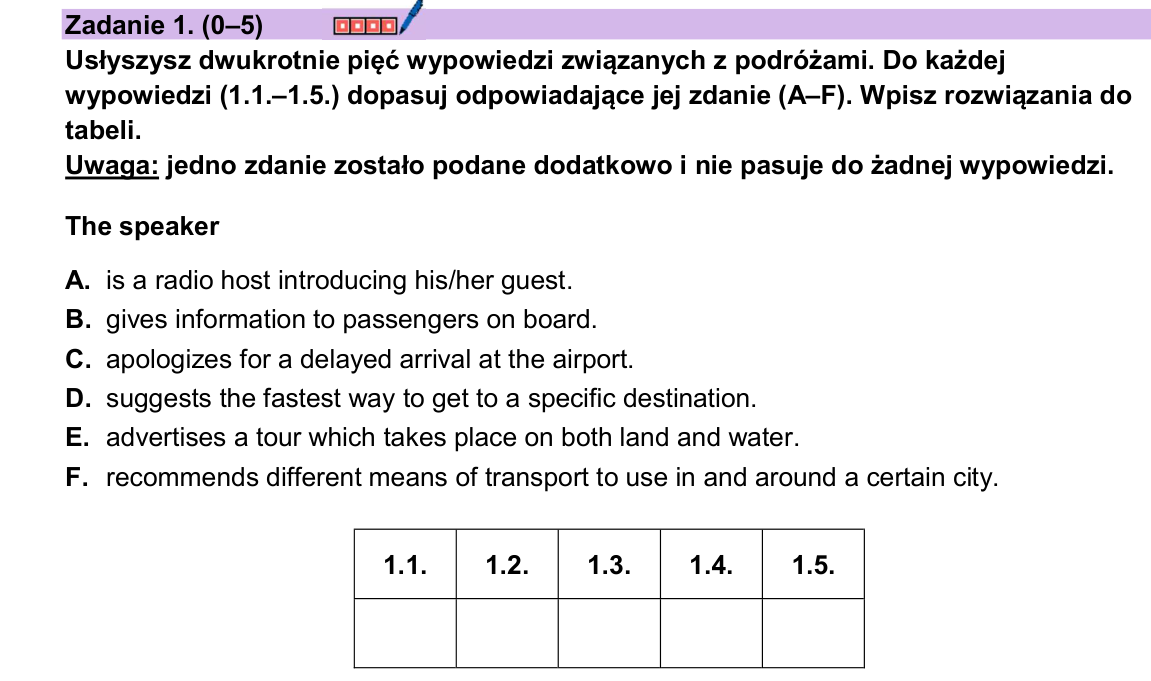 Zadanie 1. (0–5)
Usłyszysz dwukrotnie pięć wypowiedzi związanych z podróżami. Do każdej
wypowiedzi (1.1.–1.5.) dopasuj odpowiadające jej zdanie (A–F). Wpisz rozwiązania do
tabeli.
Uwaga: jedno zdanie zostało podane dodatkowo i nie pasuje do żadnej wypowiedzi.
The speaker
A. is a radio host introducing his/her guest.
B. gives information to passengers on board.
C. apologizes for a delayed arrival at the airport.
D. suggests the fastest way to get to a specific destination.
E. advertises a tour which takes place on both land and water.
F. recommends different means of transport to use in and around a certain city.
1.1. 1.2. 1.3. 1.4. 1.5.